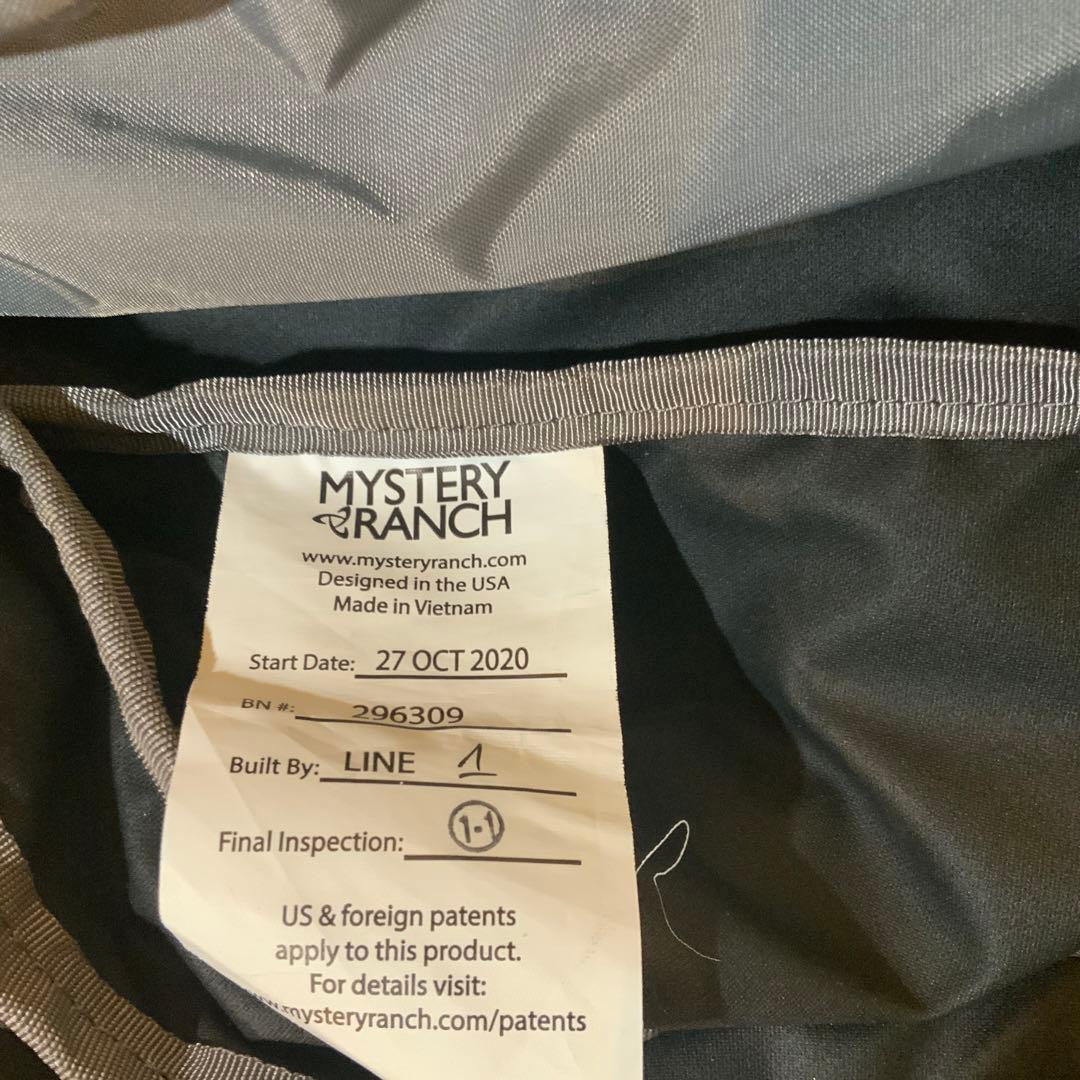 MYSTERY
RANCH
www.mysteryranch.com
Designed in the USA
Made in Vietnam
Start Date: 27 OCT 2020
BN #: 296309
Built By: LINE 1
Final Inspection: 1-1
US & foreign patents
apply to this product.
For details visit:
www.mysteryranch.com/patents